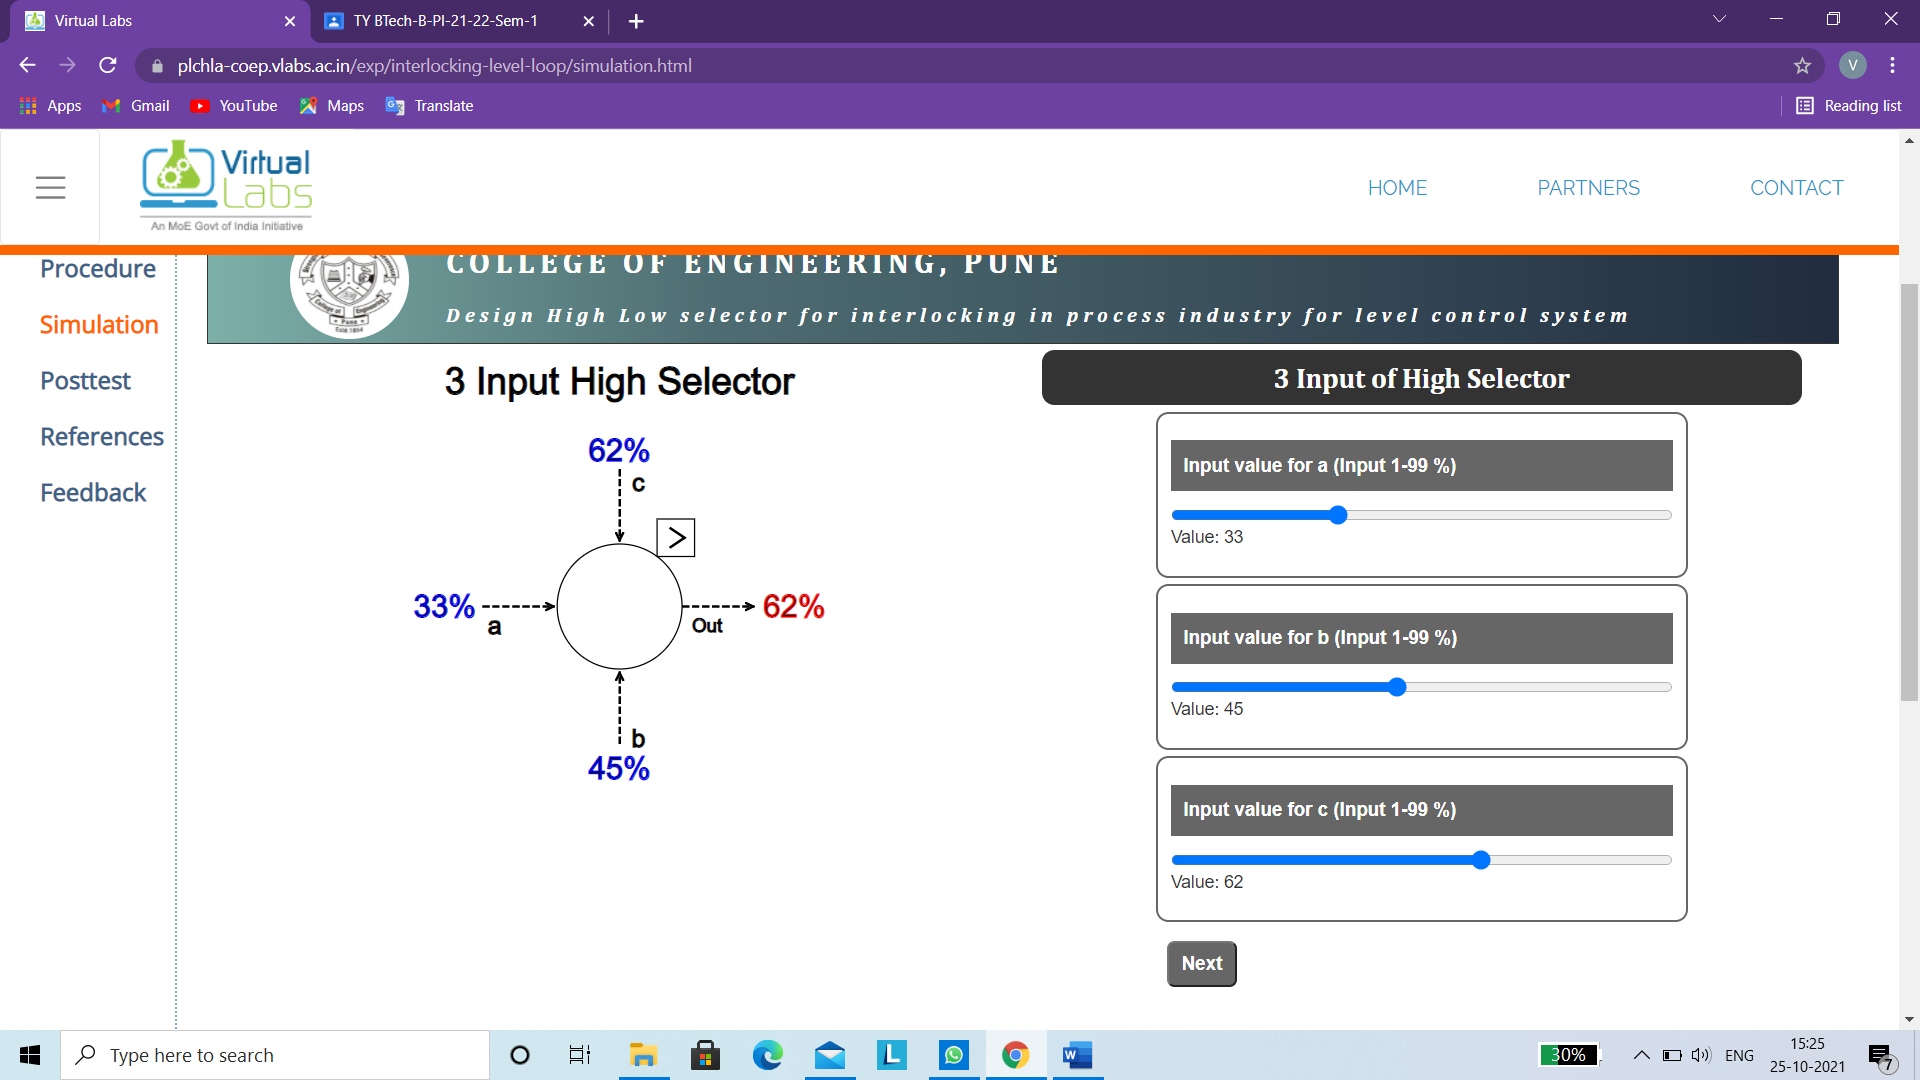 Virtual Labs
TY BTech-B-PI-21-22-Sem-1
plchla-coep.vlabs.ac.in/exp/interlocking-level-loop/simulation.html
V
Apps
Gmail
YouTube
Maps
Translate
Reading list
Virtual
Labs
An MoE Govt of India Initiative
HOME
PARTNERS
CONTACT
Procedure
Simulation
Posttest
References
Feedback
COLLEGE OF ENGINEERING, PUNE
Design High Low selector for interlocking in process industry for level control system
3 Input High Selector
62%
c
>
33%
a
Out
62%
b
45%
3 Input of High Selector
Input value for a (Input 1-99 %)
Value: 33
Input value for b (Input 1-99 %)
Value: 45
Input value for c (Input 1-99 %)
Value: 62
Next
Type here to search
L
W
30%
ENG
15:25
25-10-2021
7